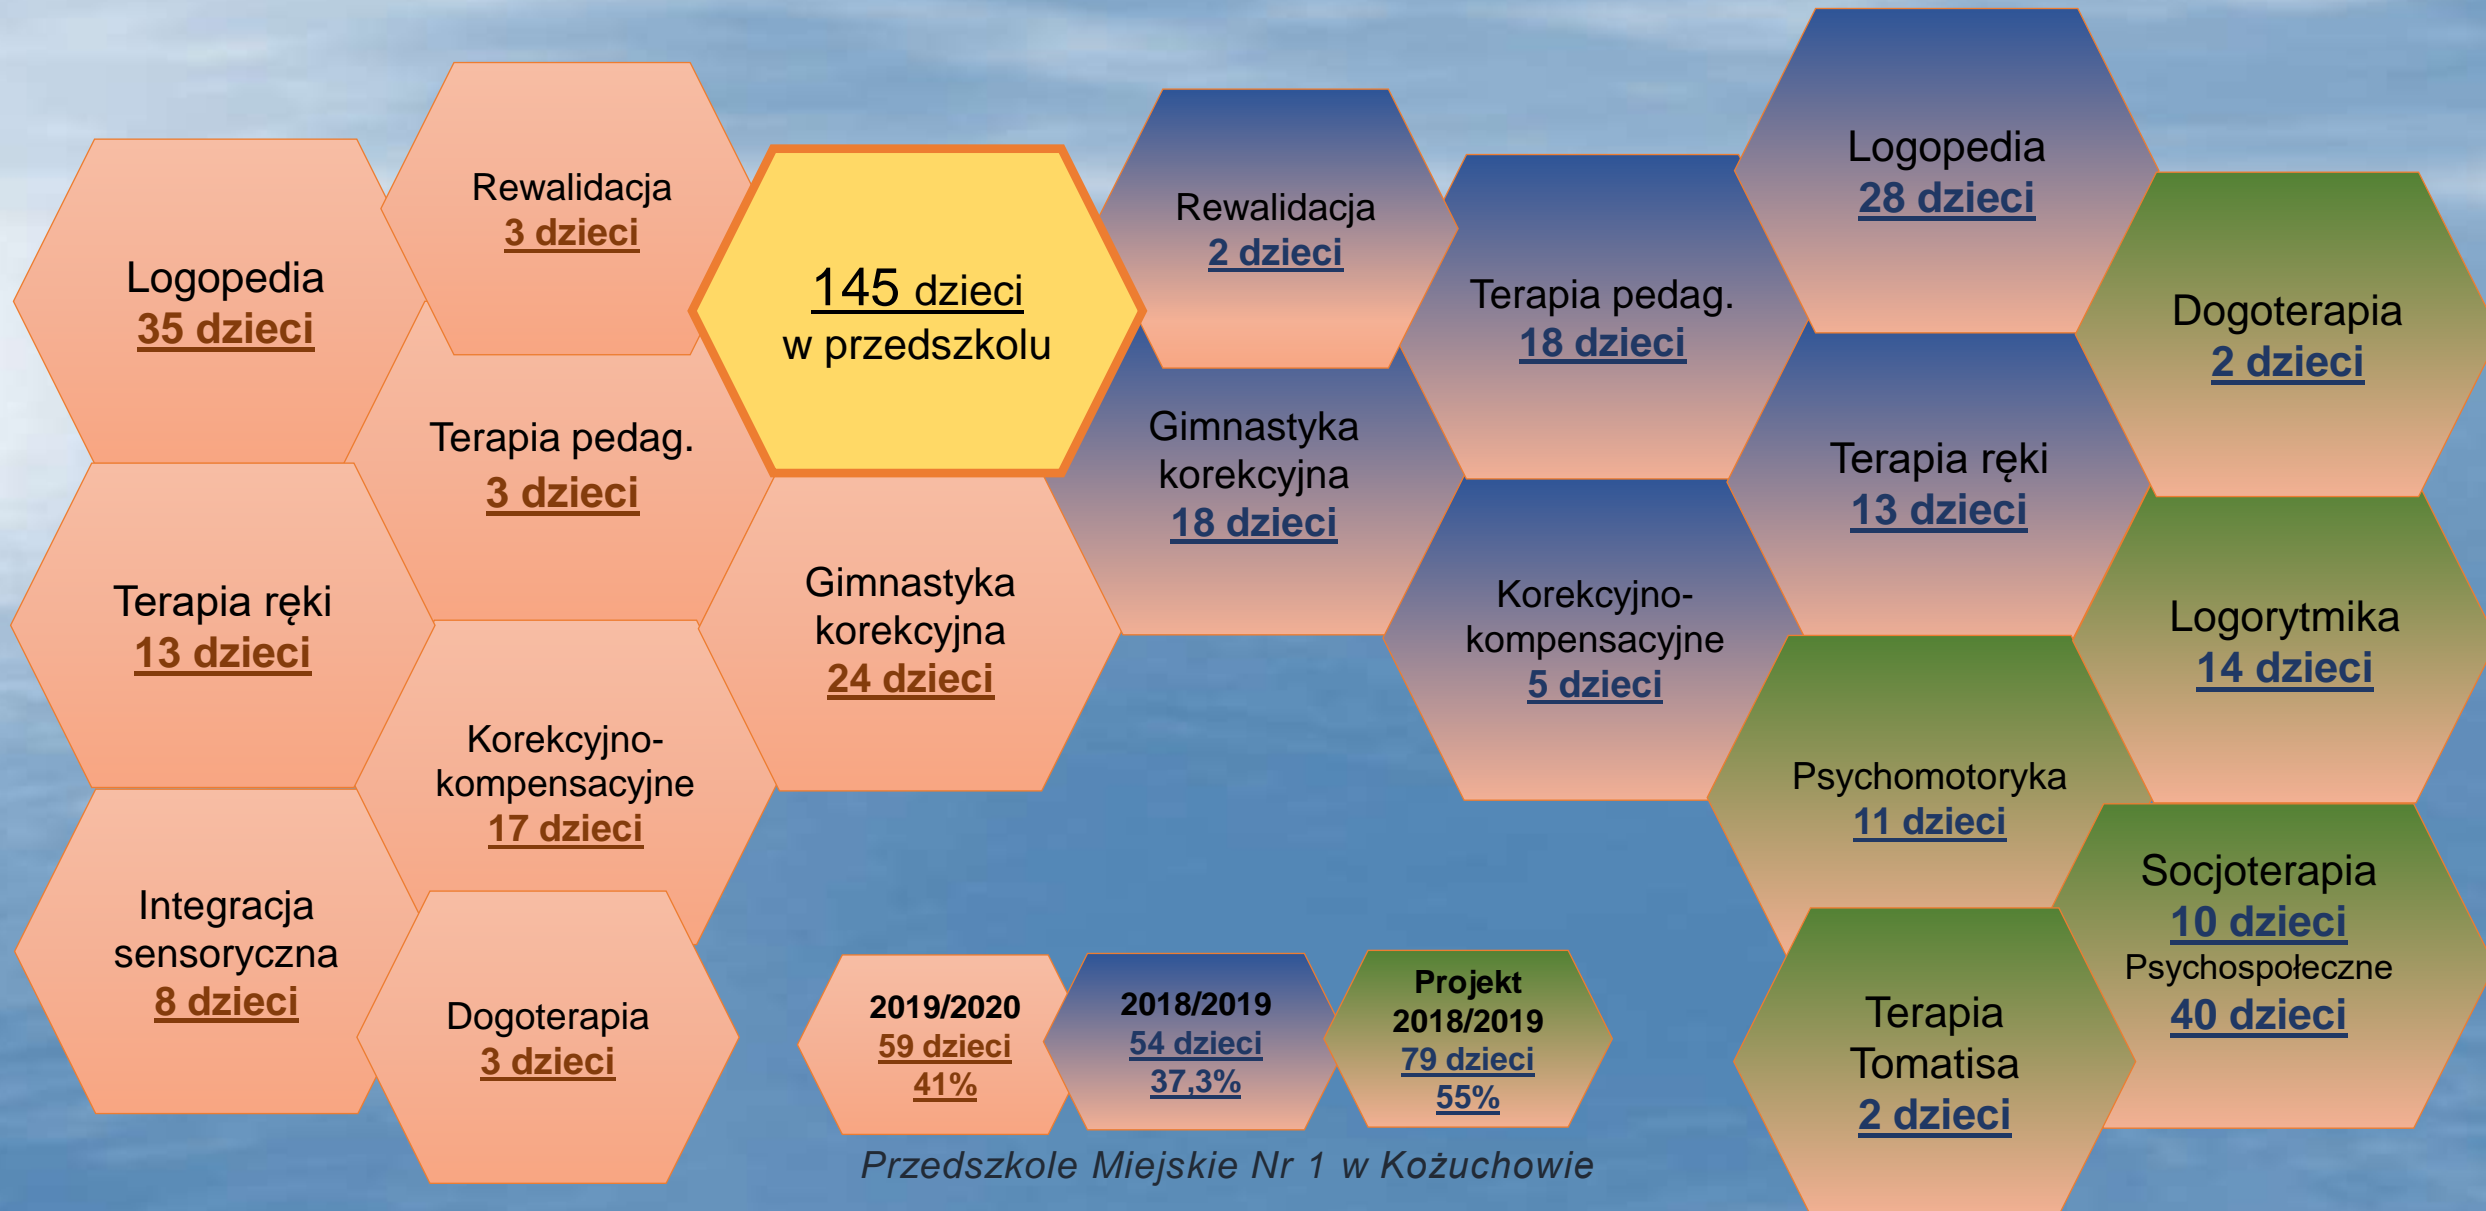 Logopedia
35 dzieci
Rewalidacja
3 dzieci
145 dzieci
w przedszkolu
Terapia pedag.
3 dzieci
Terapia ręki
13 dzieci
Gimnastyka
korekcyjna
24 dzieci
Korekcyjno-
kompensacyjne
17 dzieci
Integracja
sensoryczna
8 dzieci
Dogoterapia
3 dzieci
Rewalidacja
2 dzieci
Gimnastyka
korekcyjna
18 dzieci
Terapia pedag.
18 dzieci
Korekcyjno-
kompensacyjne
5 dzieci
Logopedia
28 dzieci
Terapia ręki
13 dzieci
Dogoterapia
2 dzieci
Logorytmika
14 dzieci
Psychomotoryka
11 dzieci
Socjoterapia
10 dzieci
Psychospołeczne
40 dzieci
Terapia
Tomatisa
2 dzieci
2019/2020
59 dzieci
41%
2018/2019
54 dzieci
37,3%
Projekt
2018/2019
79 dzieci
55%
Przedszkole Miejskie Nr 1 w Kożuchowie